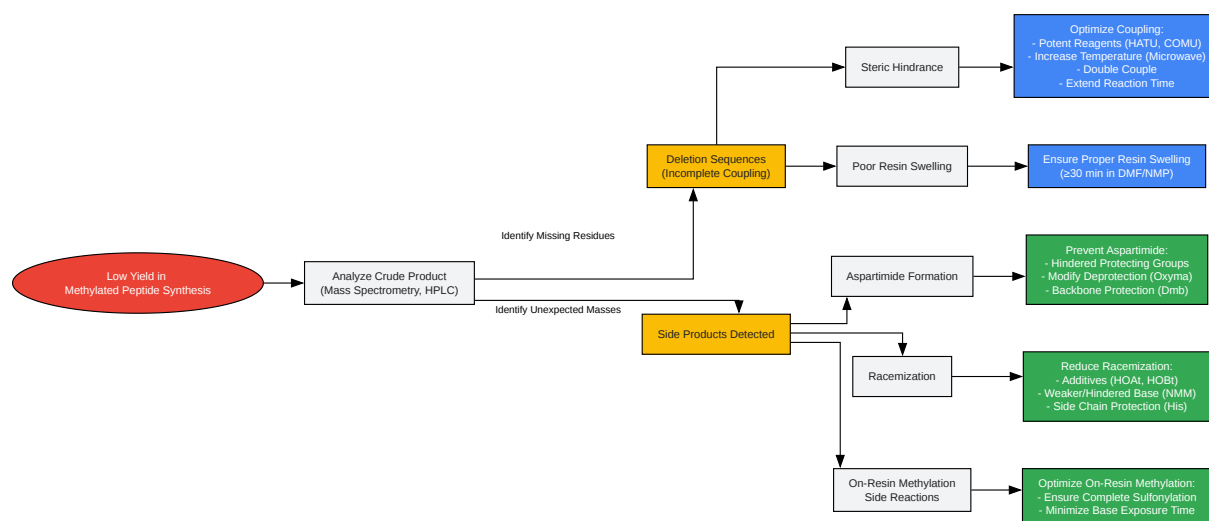 Low Yield in
Methylated Peptide Synthesis
Analyze Crude Product
(Mass Spectrometry, HPLC)
Identify Missing Residues
Identify Unexpected Masses
Deletion Sequences
(Incomplete Coupling)
Side Products Detected
Steric Hindrance
Poor Resin Swelling
Aspartimide Formation
Racemization
On-Resin Methylation
Side Reactions
Optimize Coupling:
- Potent Reagents (HATU, COMU)
- Increase Temperature (Microwave)
- Double Couple
- Extend Reaction Time
Ensure Proper Resin Swelling
(≥30 min in DMF/NMP)
Prevent Aspartimide:
- Hindered Protecting Groups
- Modify Deprotection (Oxyma)
- Backbone Protection (Dmb)
Reduce Racemization:
- Additives (HOAt, HOBt)
- Weaker/Hindered Base (NMM)
- Side Chain Protection (His)
Optimize On-Resin Methylation:
- Ensure Complete Sulfonylation
- Minimize Base Exposure Time